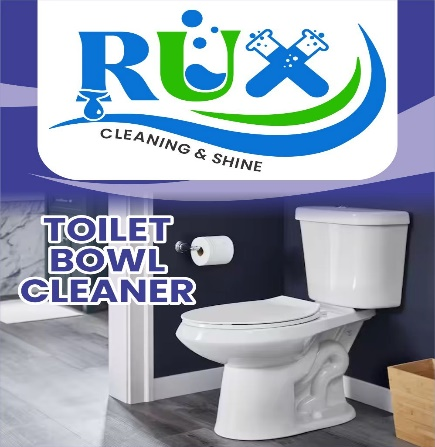 RUX
CLEANING & SHINE
TOILET
BOWL
CLEANER